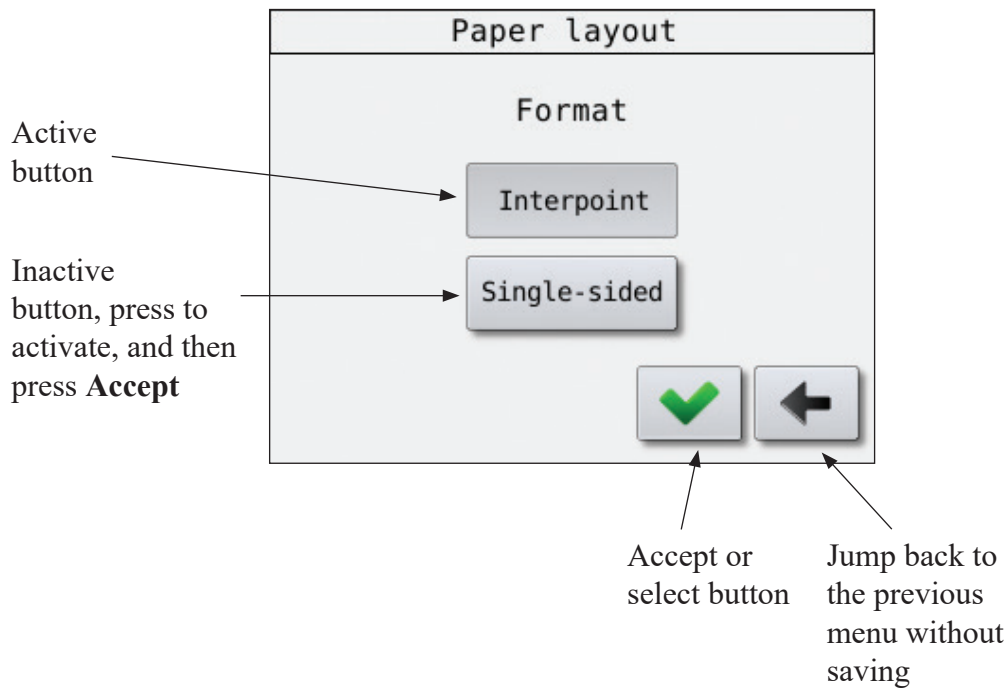 Paper layout
Format
Active
button
Interpoint
Inactive
button, press to
activate, and then
press Accept
Single-sided
Accept or
select button
Jump back to
the previous
menu without
saving